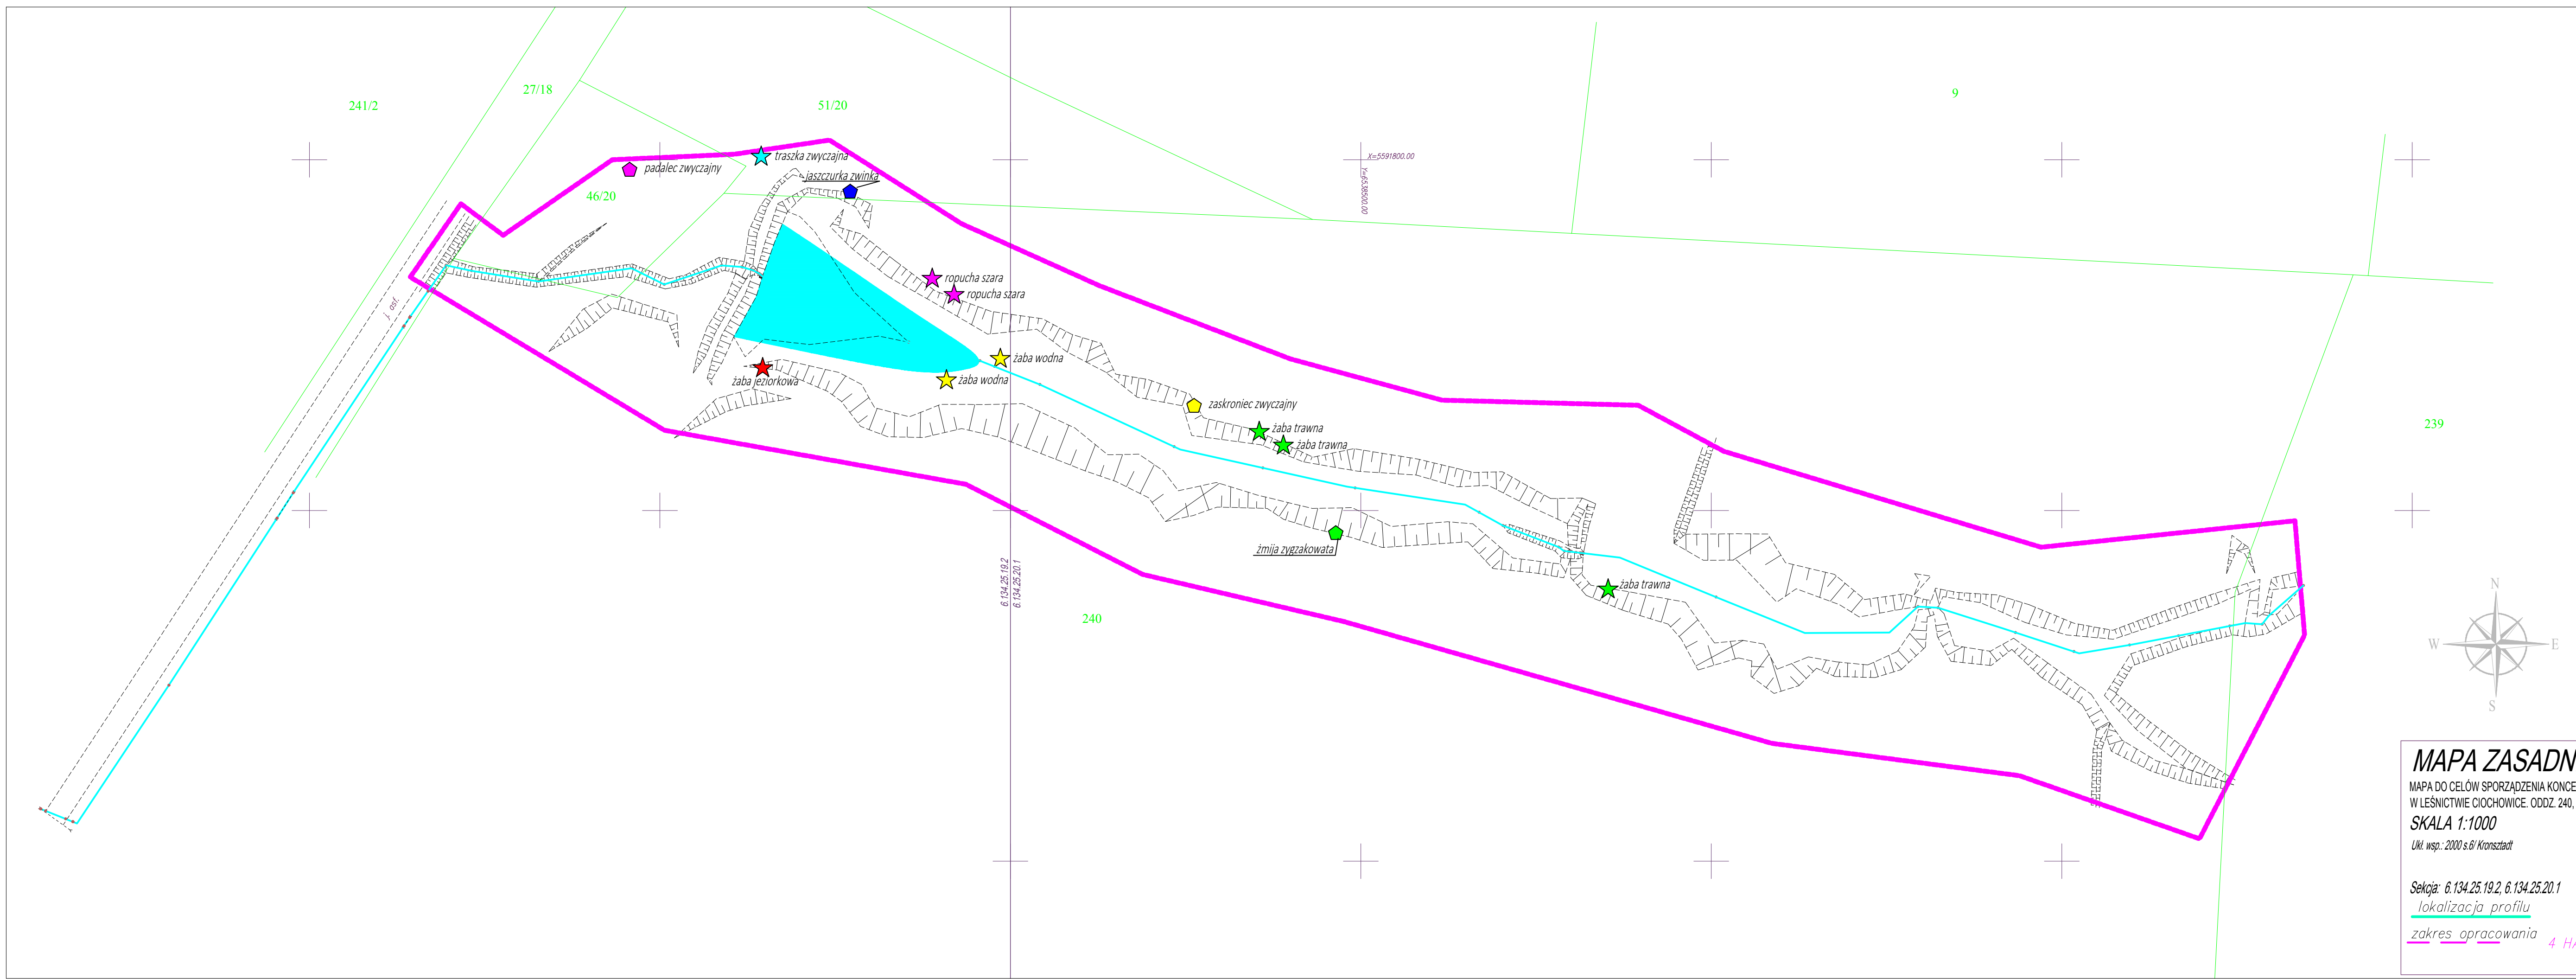 27/18
9
241/2
51/20
traszka zwyczajna
X=5591800.00
padalec zwyczajny
jaszczurka zwinka
Y=6538500.00
46/20
ropucha szara
ropucha szara
j. asf.
żaba wodna
żaba jeziorkowa
żaba wodna
zaskroniec zwyczajny
żaba trawna
żaba trawna
239
żmija zygzakowata
6.134.25.19.2
6.134.25.20.1
żaba trawna
240
N
W
E
S
MAPA ZASADN
MAPA DO CELÓW SPORZĄDZENIA KONCE
W LEŚNICTWIE CIOCHOWICE. ODDZ. 240,
SKALA 1:1000
Ukł. wsp.: 2000 s.6/ Kronsztadt
Sekcja: 6.134.25.19.2, 6.134.25.20.1
lokalizacja profilu
zakres opracowania
4 HA